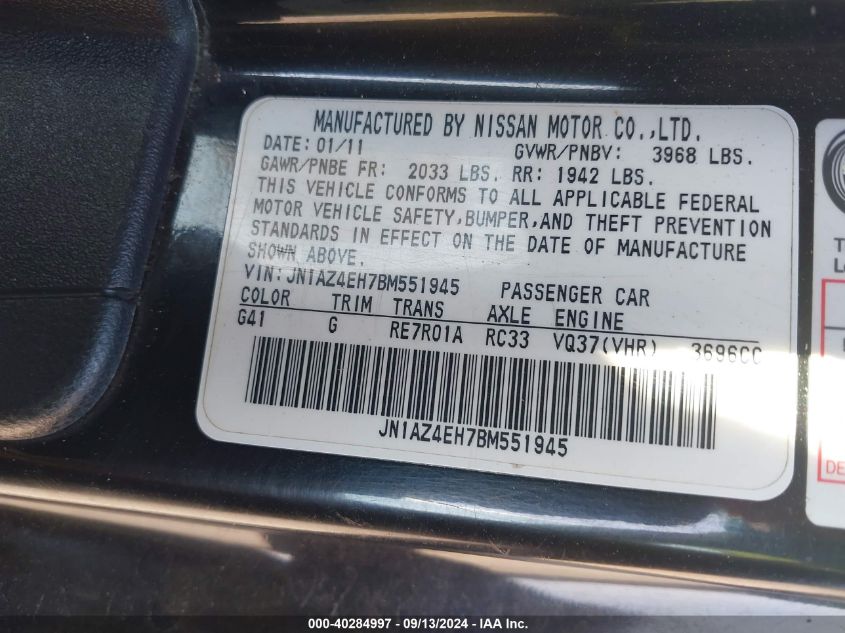 MANUFACTURED BY NISSAN MOTOR CO.,LTD.
DATE: 01/11 GVWR/PNBV: 3968 LBS.
GAWR/PNBE FR: 2033 LBS. RR: 1942 LBS.
THIS VEHICLE CONFORMS TO ALL APPLICABLE FEDERAL
MOTOR VEHICLE SAFETY,BUMPER,AND THEFT PREVENTION
STANDARDS IN EFFECT ON THE DATE OF MANUFACTURE
SHOWN ABOVE.
VIN:JN1AZ4EH7BM551945 PASSENGER CAR
COLOR TRIM TRANS AXLE ENGINE
G41 G RE7R01A RC33 VQ37(VHR) 3696CC
JN1AZ4EH7BM551945
000-40284997 - 09/13/2024 - IAAI.com Inc.